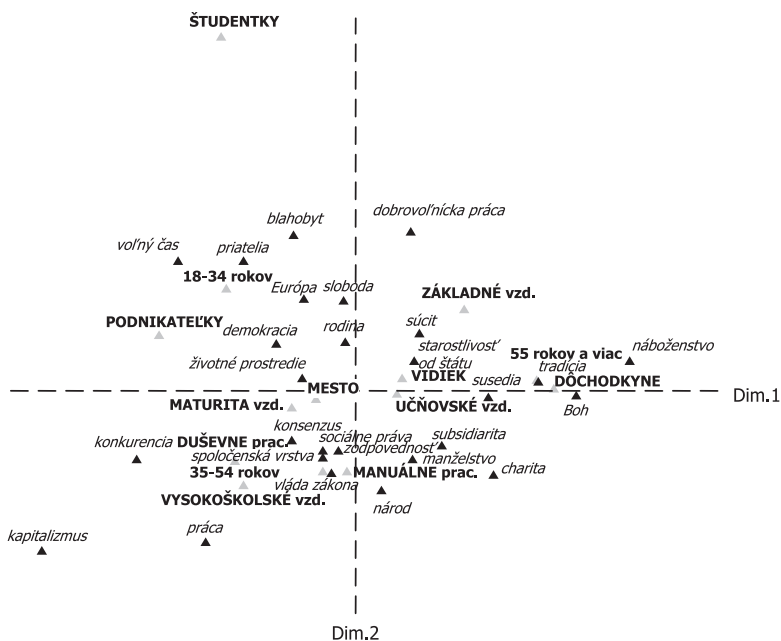 ŠTUDENTKY
blahobyt
dobrovoľnícka práca
voľný čas
priatelia
18-34 rokov
Európa
sloboda
ZÁKLADNÉ vzd.
PODNIKATEĽKY
demokracia
rodina
súcit
starostlivosť
od štátu
55 rokov a viac
náboženstvo
tradícia
životné prostredie
MESTO
VIDIEK
susedia
DÔCHODKYNE
Dim.1
MATURITA vzd.
UČŇOVSKÉ vzd.
Boh
konsenzus
konkurencia
DUŠEVNE prac.
sociálne práva
subsidiarita
spoločenská vrstva
zodpovednosť
manželstvo
35-54 rokov
vláda zákona
MANUÁLNE prac.
charita
VYSOKOŠKOLSKÉ vzd.
národ
kapitalizmus
práca
Dim.2